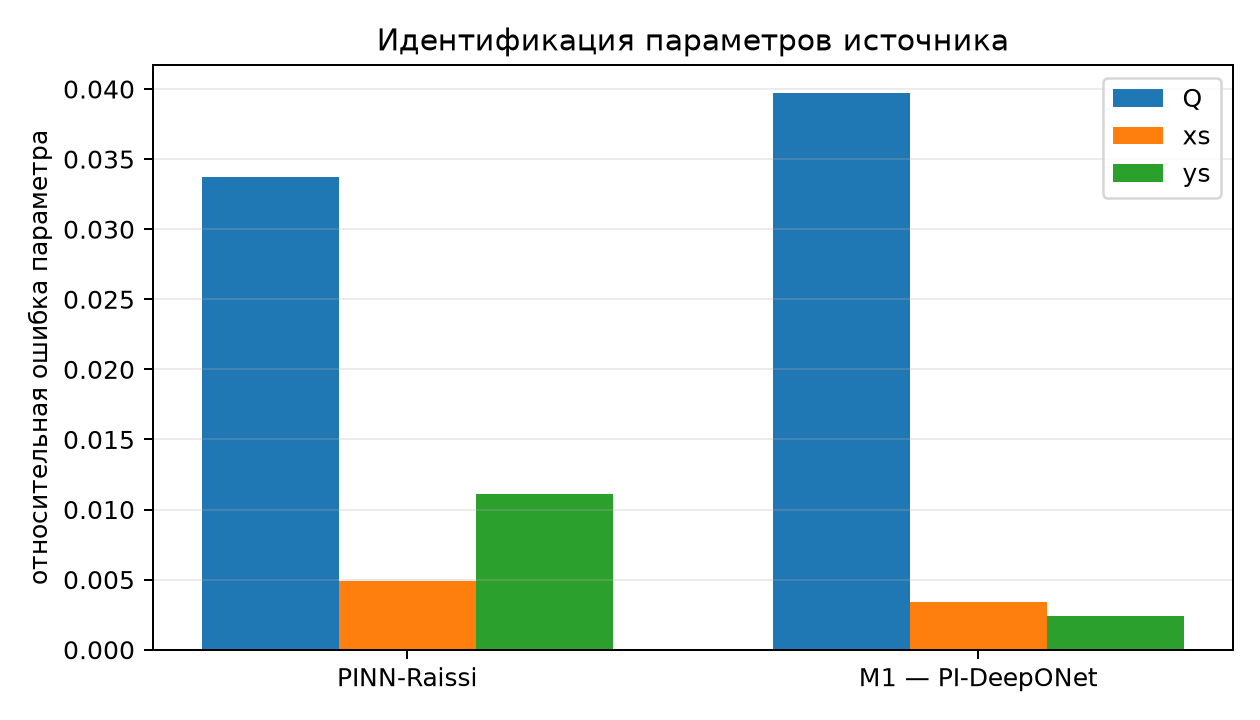 Идентификация параметров источника
относительная ошибка параметра
0.040
0.035
0.030
0.025
0.020
0.015
0.010
0.005
0.000
Q
xs
ys
PINN-Raissi
M1 — PI-DeepONet